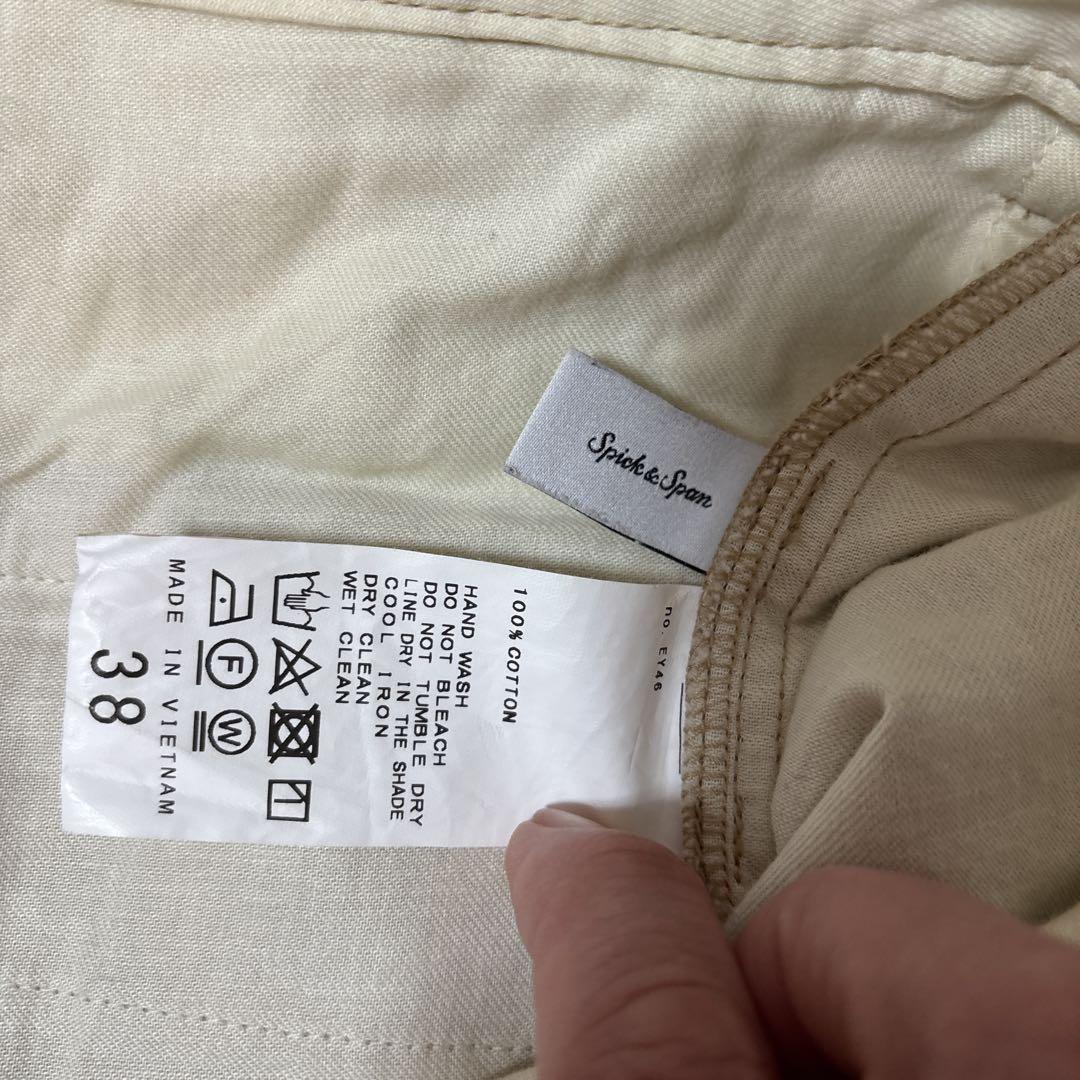 Spick & Span
no. EY46
100% COTTON
HAND WASH
DO NOT BLEACH
DO NOT TUMBLE DRY
LINE DRY IN THE SHADE
COOL IRON
DRY CLEAN
WET CLEAN
F
W
MADE IN VIETNAM
38